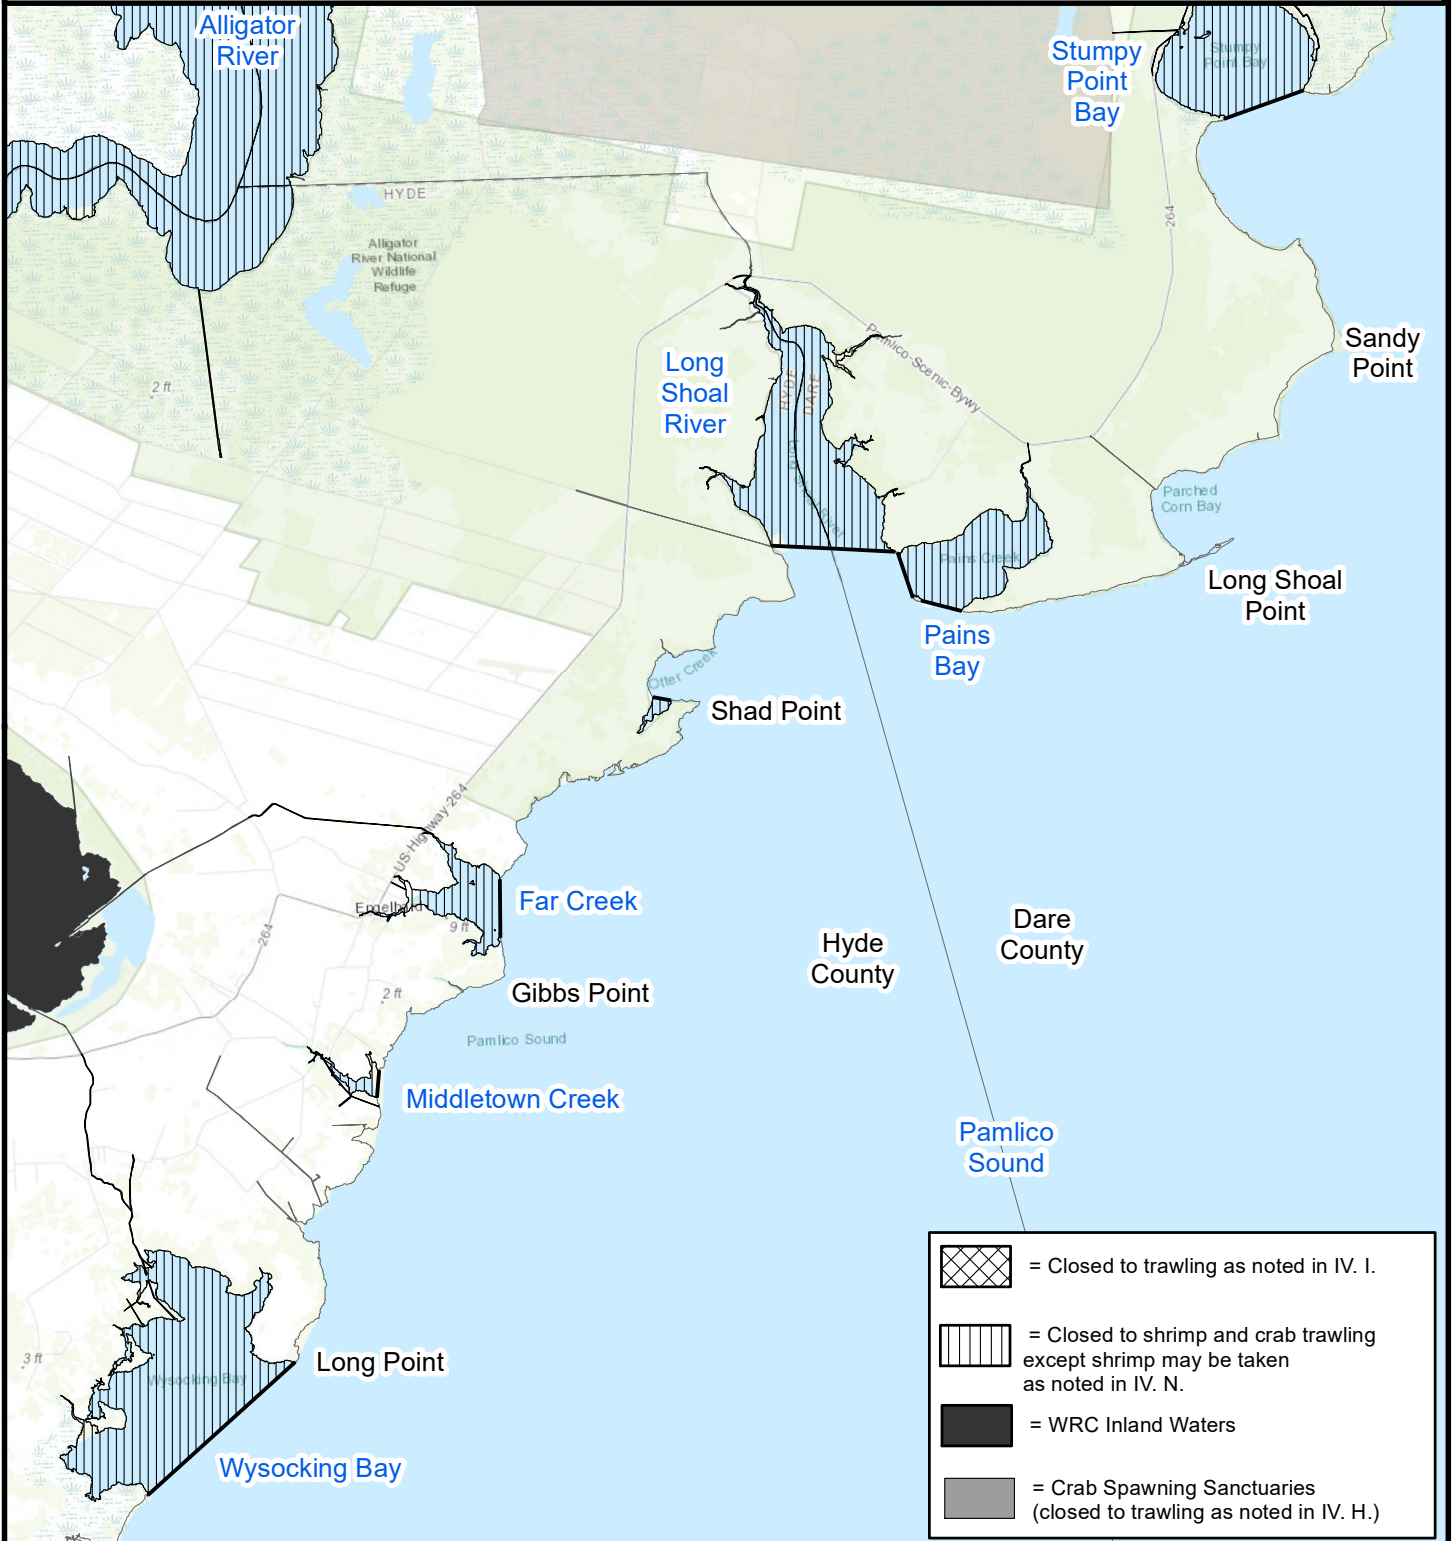 Alligator
River
Stumpy
Point
Bay
Stumpy
Point Bay
HYDE
Alligator
River National
Wildlife
Refuge
264
2 ft
Long
Shoal
River
Pamlico-Scenic-Bywy
HYDE
DARE
Sandy
Point
Parched
Corn Bay
Long Shoal
Point
Pains Creek
Pains
Bay
Otter Creek
Shad Point
US-Highway-264
Far Creek
9 ft
264
2 ft
Gibbs Point
Hyde
County
Dare
County
Pamlico Sound
Middletown Creek
Pamlico
Sound
3 ft
Long Point
Wysocking Bay
Wysocking Bay
= Closed to trawling as noted in IV. I.
= Closed to shrimp and crab trawling
except shrimp may be taken
as noted in IV. N.
= WRC Inland Waters
= Crab Spawning Sanctuaries
(closed to trawling as noted in IV. H.)